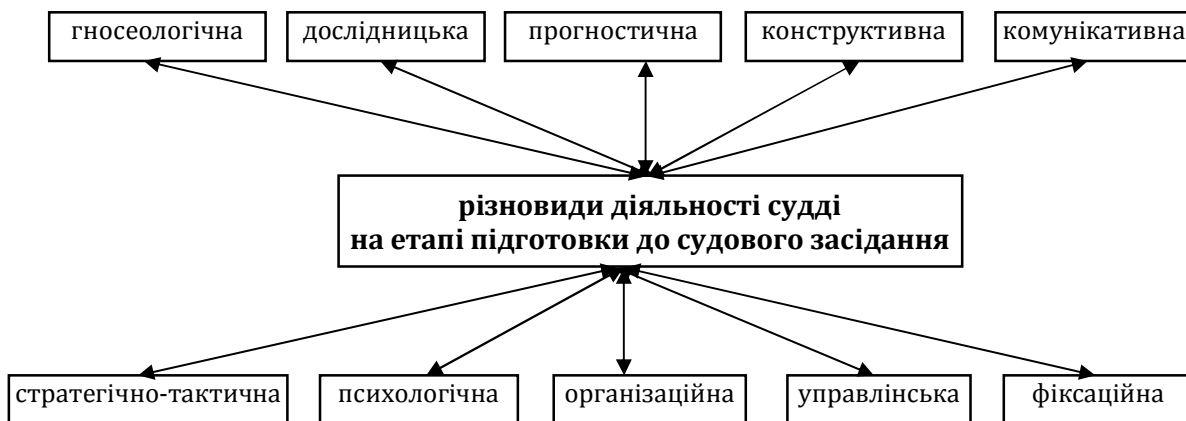 гносеологічна дослідницька прогностична конструктивна комунікативна
різновиди діяльності судді
на етапі підготовки до судового засідання
стратегічно-тактична психологічна організаційна управлінська фіксаційна